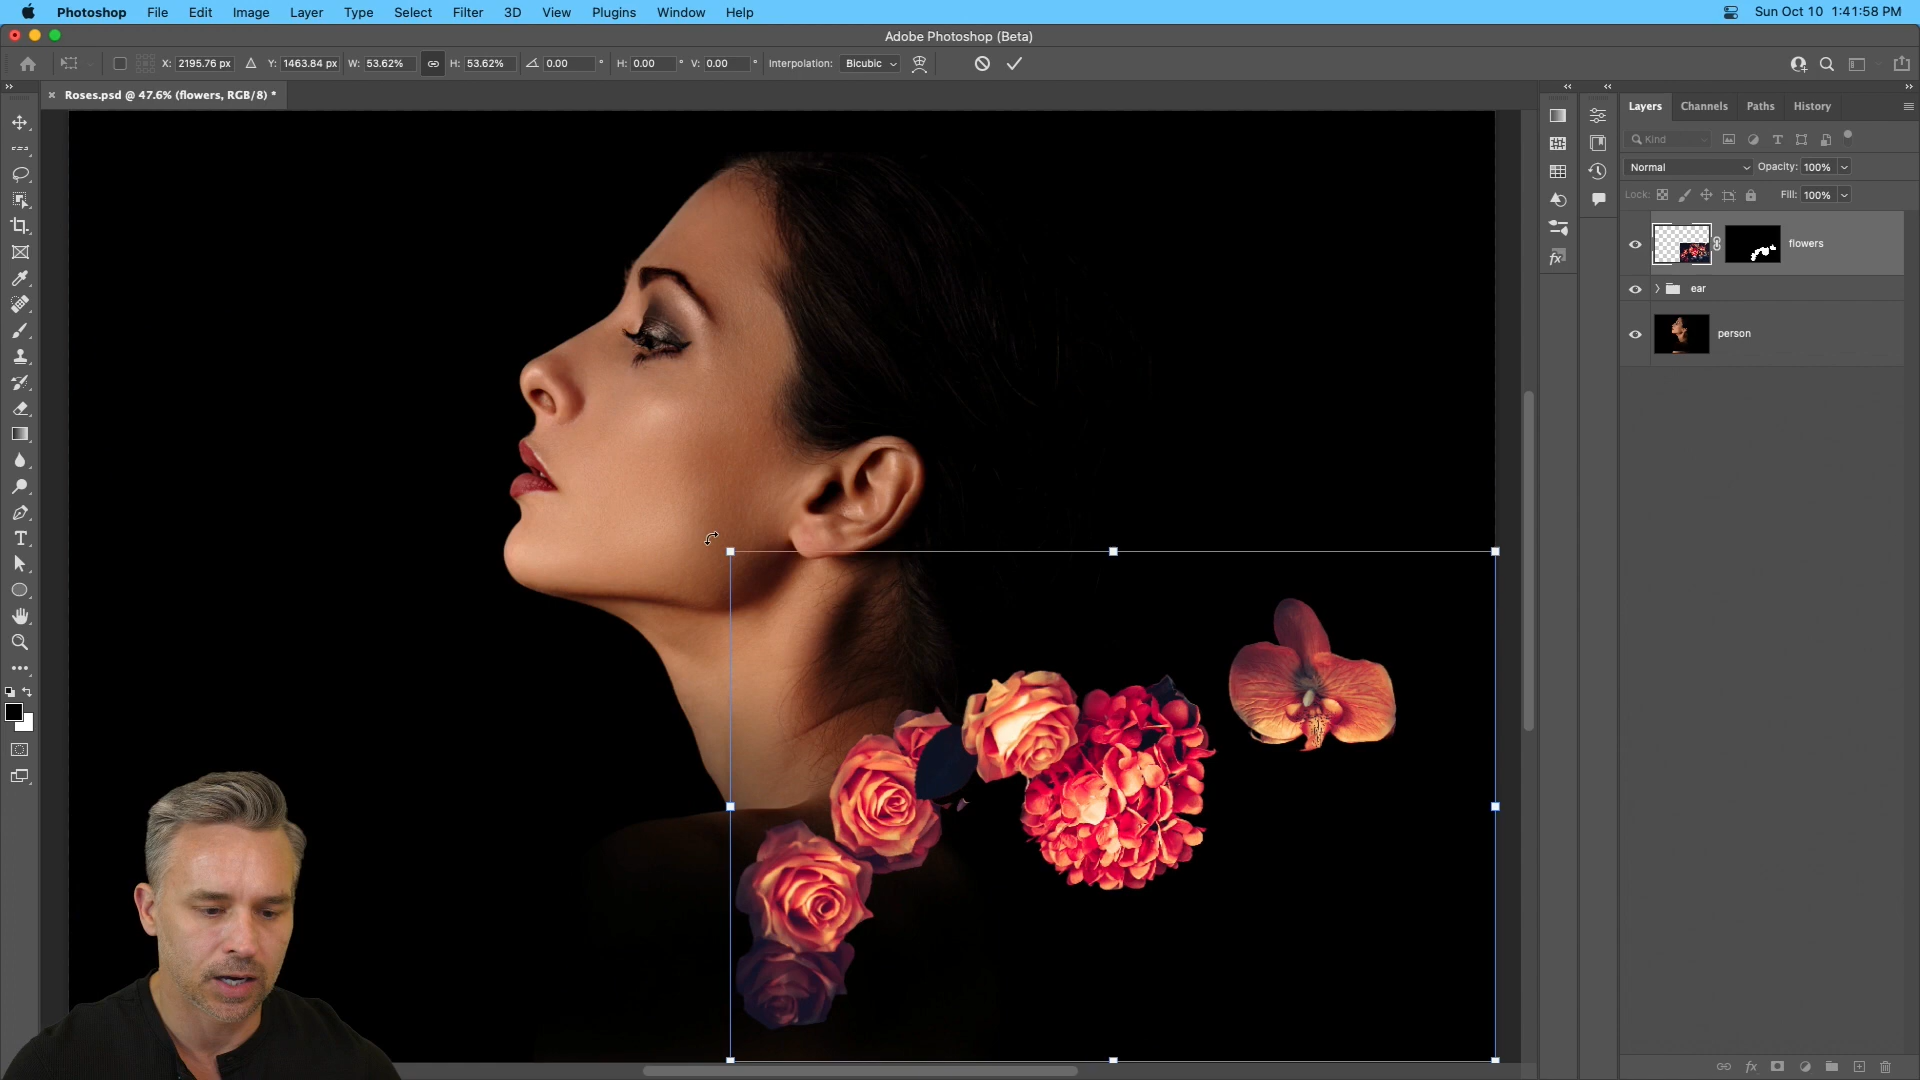 Photoshop File Edit Image Layer Type Select Filter 3D View Plugins Window Help Sun Oct 10 1:41:58 PM
Adobe Photoshop (Beta)
X: 2195.76 px Y: 1463.84 px W: 53.62% H: 53.62% 0.00 ° H: 0.00 ° V: 0.00 ° Interpolation: Bicubic
Roses.psd @ 47.6% (flowers, RGB/8) *
Layers Channels Paths History
Kind
Normal Opacity: 100%
Lock: Fill: 100%
flowers
ear
person
fx
fx